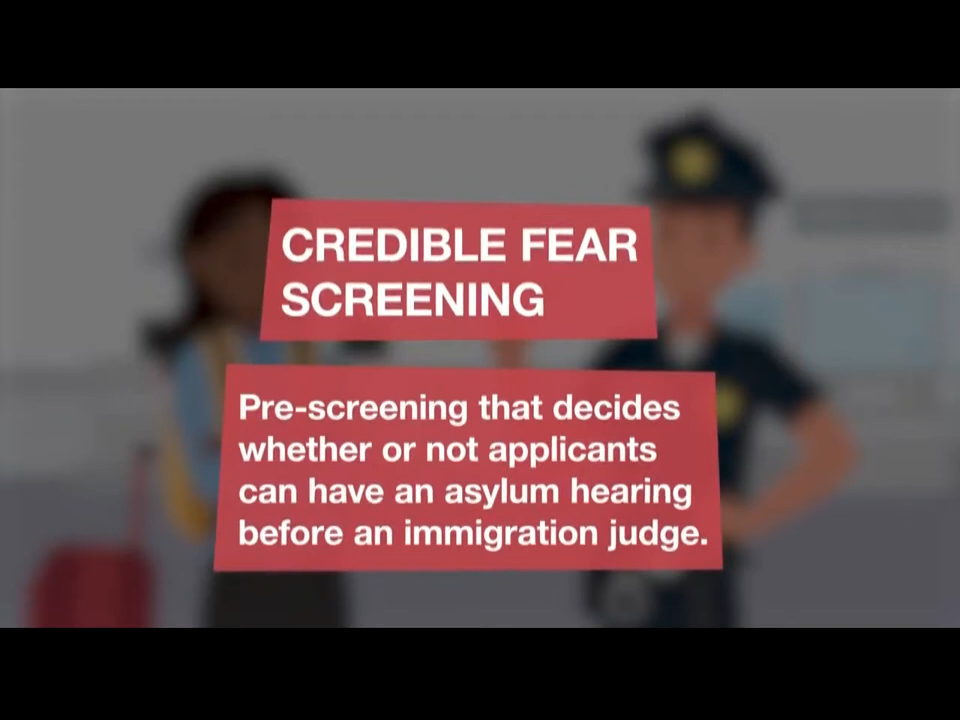 CREDIBLE FEAR
SCREENING
Pre-screening that decides
whether or not applicants
can have an asylum hearing
before an immigration judge.